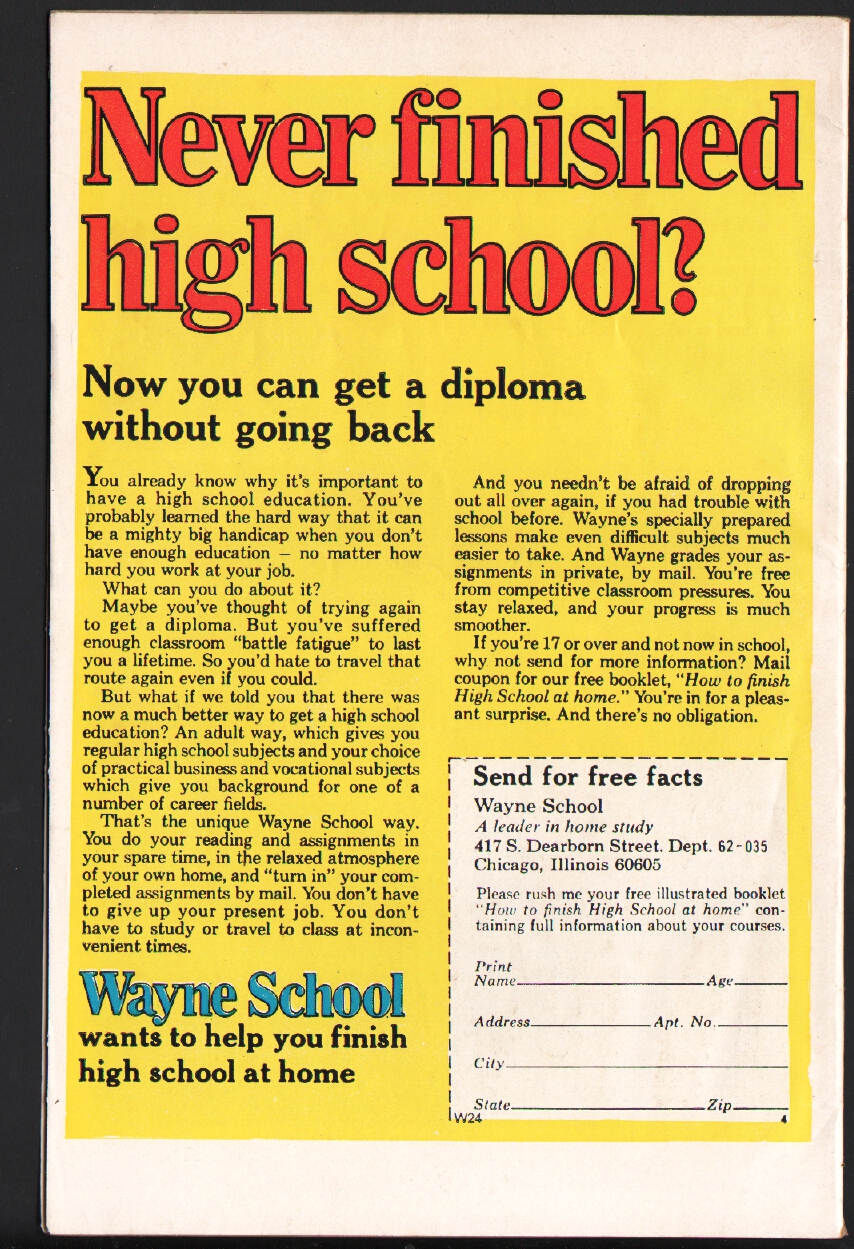 Never finished
high school?
Now you can get a diploma
without going back
You already know why it's important to
have a high school education. You've
probably learned the hard way that it can
be a mighty big handicap when you don't
have enough education — no matter how
hard you work at your job.
What can you do about it?
Maybe you've thought of trying again
to get a diploma. But you've suffered
enough classroom "battle fatigue" to last
you a lifetime. So you'd hate to travel that
route again even if you could.
But what if we told you that there was
now a much better way to get a high school
education? An adult way, which gives you
regular high school subjects and your choice
of practical business and vocational subjects
which give you background for one of a
number of career fields.
That's the unique Wayne School way.
You do your reading and assignments in
your spare time, in the relaxed atmosphere
of your own home, and "turn in" your com-
pleted assignments by mail. You don't have
to give up your present job. You don't
have to study or travel to class at incon-
venient times.
Wayne School
wants to help you finish
high school at home
And you needn't be afraid of dropping
out all over again, if you had trouble with
school before. Wayne's specially prepared
lessons make even difficult subjects much
easier to take. And Wayne grades your as-
signments in private, by mail. You're free
from competitive classroom pressures. You
stay relaxed, and your progress is much
smoother.
If you're 17 or over and not now in school,
why not send for more information? Mail
coupon for our free booklet, "How to finish
High School at home." You're in for a pleas-
ant surprise. And there's no obligation.
Send for free facts
Wayne School
A leader in home study
417 S. Dearborn Street. Dept. 62-035
Chicago, Illinois 60605
Please rush me your free illustrated booklet
"How to finish High School at home" con-
taining full information about your courses.
Print
Name Age
Address Apt. No.
City
State Zip
W24 4